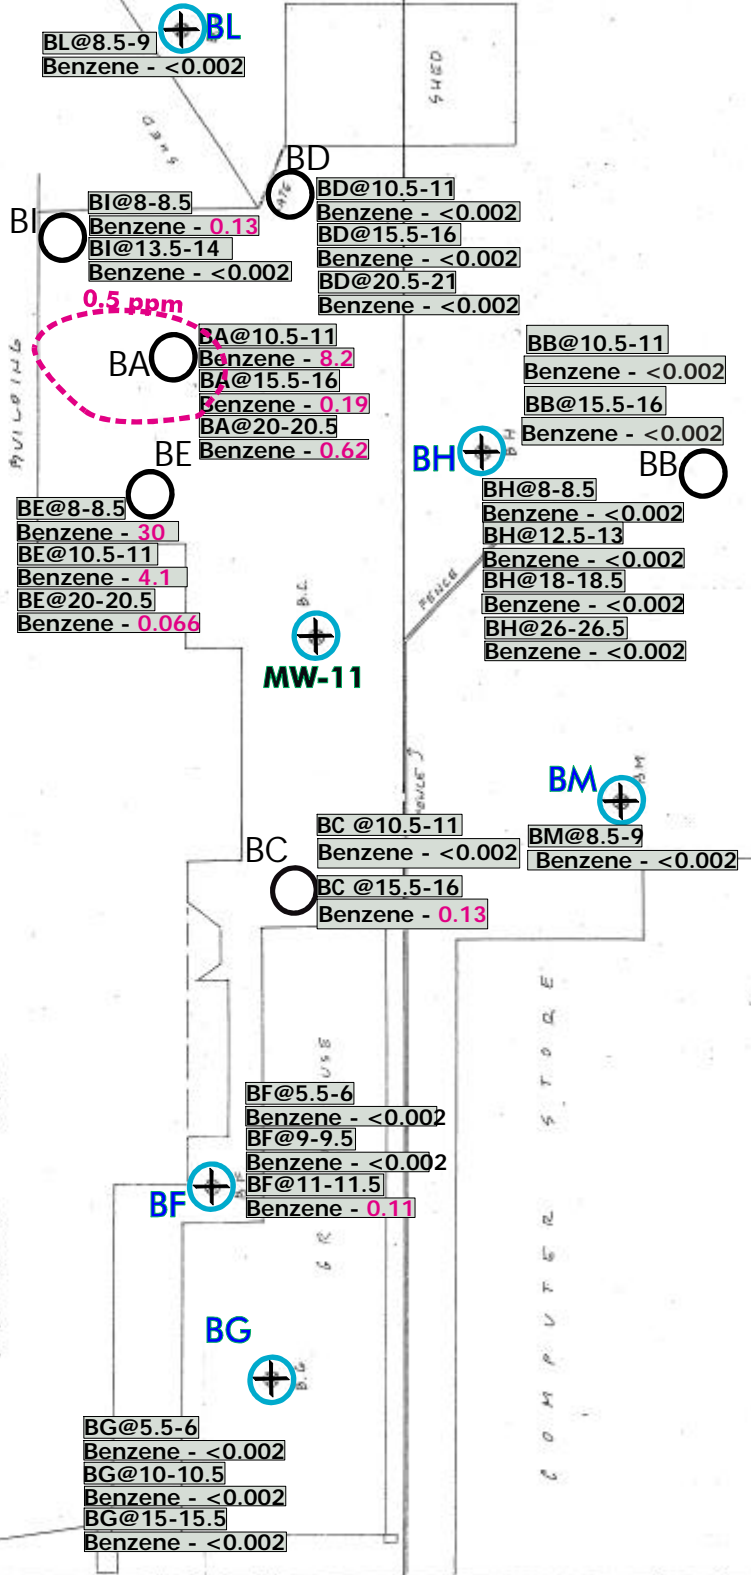 BL
BL@8.5-9
Benzene - <0.002
SHED
SHED
BD
BI
BI@8-8.5
Benzene - 0.13
BI@13.5-14
Benzene - <0.002
BD@10.5-11
Benzene - <0.002
BD@15.5-16
Benzene - <0.002
BD@20.5-21
Benzene - <0.002
0.5 ppm
BUILDING
BA
BA@10.5-11
Benzene - 8.2
BA@15.5-16
Benzene - 0.19
BA@20-20.5
Benzene - 0.62
BB@10.5-11
Benzene - <0.002
BB@15.5-16
Benzene - <0.002
BB
BH
BH
BH@8-8.5
Benzene - <0.002
BH@12.5-13
Benzene - <0.002
BH@18-18.5
Benzene - <0.002
BH@26-26.5
Benzene - <0.002
BE
BE@8-8.5
Benzene - 30
BE@10.5-11
Benzene - 4.1
BE@20-20.5
Benzene - 0.066
FENCE
MW-11
BM
BM
BM@8.5-9
Benzene - <0.002
BC
BC @10.5-11
Benzene - <0.002
BC @15.5-16
Benzene - 0.13
COMPUTER STORE
BF@5.5-6
Benzene - <0.002
BF@9-9.5
Benzene - <0.002
BF@11-11.5
Benzene - 0.11
BF
BG
B.G
BG@5.5-6
Benzene - <0.002
BG@10-10.5
Benzene - <0.002
BG@15-15.5
Benzene - <0.002